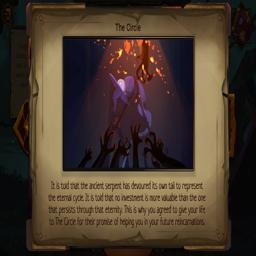 The Circle
It is told that the ancient serpent has devoured its own tail to represent
the eternal cycle. It is told that no investment is more valuable than the one
that persists through that eternity. This is why you agreed to give your life
to The Circle for their promise of helping you in your future reincarnations.